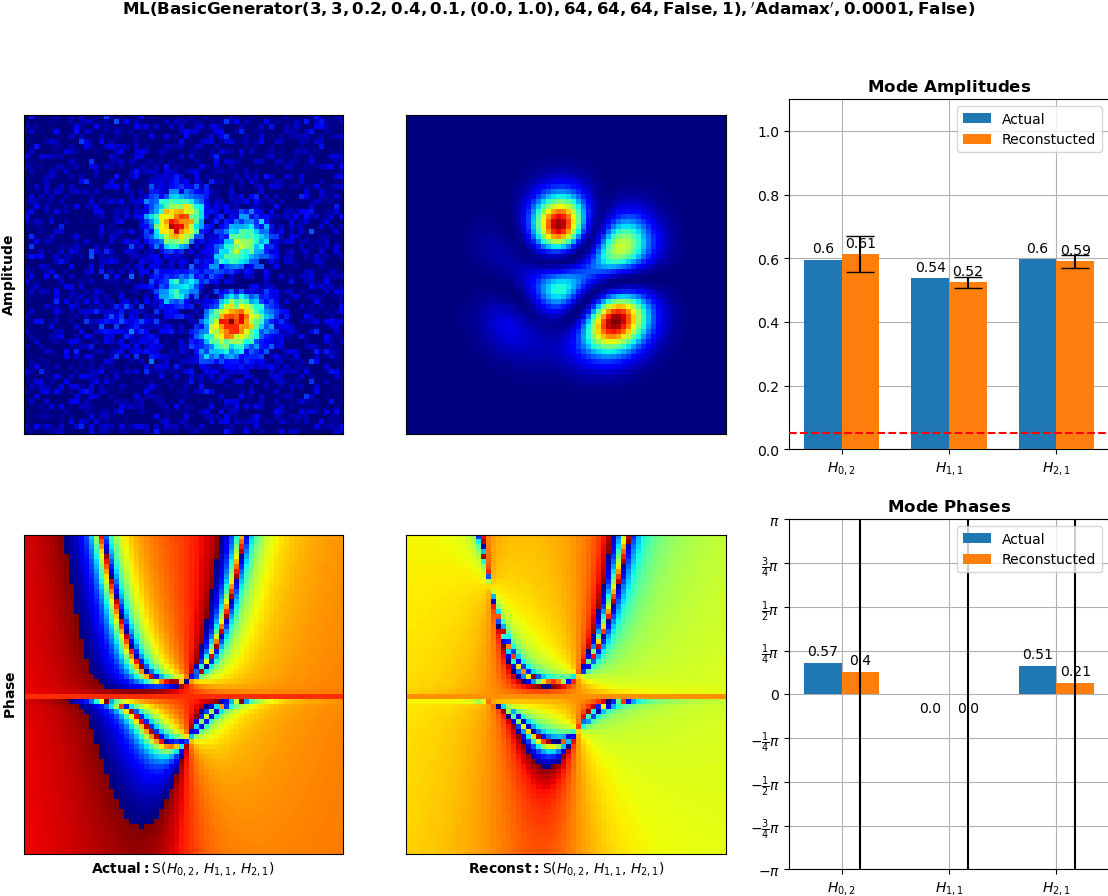 ML(BasicGenerator(3, 3, 0.2, 0.4, 0.1, (0.0, 1.0), 64, 64, 64, False, 1), ′Adamax′, 0.0001, False)
Amplitude
Mode Amplitudes
Actual
Reconstucted
1.0
0.8
0.6
0.4
0.2
0.0
0.6
0.61
0.54
0.52
0.6
0.59
H0,2
H1,1
H2,1
Phase
Actual: S(H0,2, H1,1, H2,1)
Reconst: S(H0,2, H1,1, H2,1)
Mode Phases
Actual
Reconstucted
π
3/4π
1/2π
1/4π
0
−1/4π
−1/2π
−3/4π
−π
0.57
0.4
0.0
0.0
0.51
0.21
H0,2
H1,1
H2,1